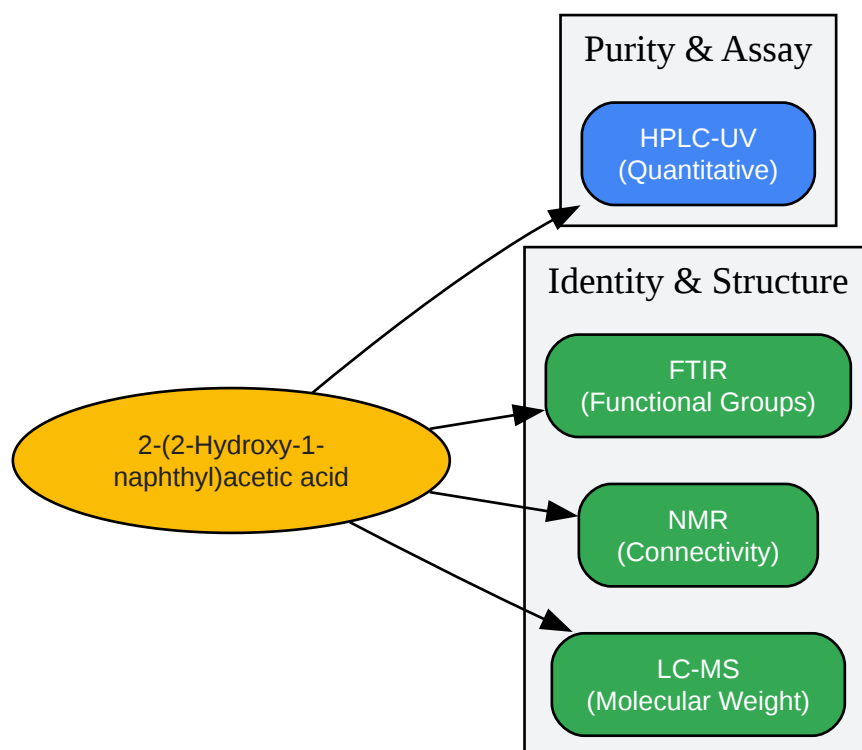 Purity & Assay
HPLC-UV
(Quantitative)
Identity & Structure
FTIR
(Functional Groups)
2-(2-Hydroxy-1-
naphthyl)acetic acid
NMR
(Connectivity)
LC-MS
(Molecular Weight)